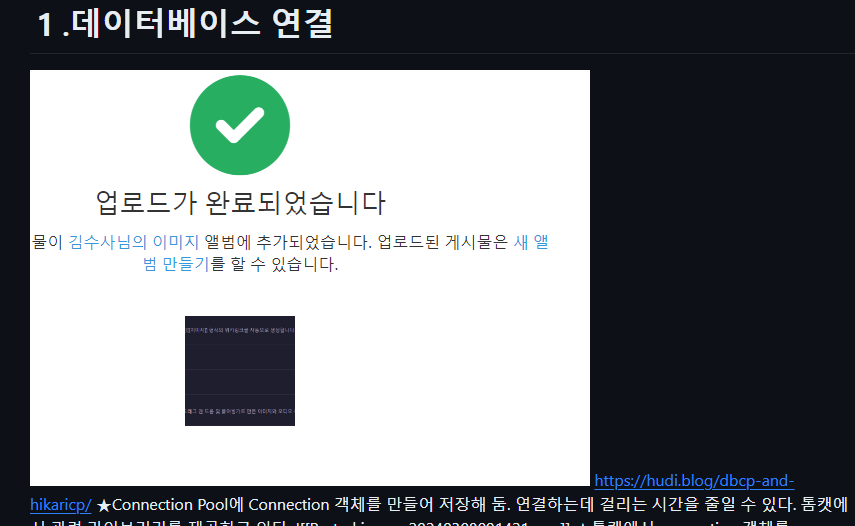 1 .데이터베이스 연결
업로드가 완료되었습니다
물이 김수사님의 이미지 앨범에 추가되었습니다. 업로드된 게시물은 새 앨
범 만들기를 할 수 있습니다.
https://hudi.blog/dbcp-and-
hikaricp/ ★Connection Pool에 Connection 객체를 만들어 저장해 둠. 연결하는데 걸리는 시간을 줄일 수 있다. 톰캣에